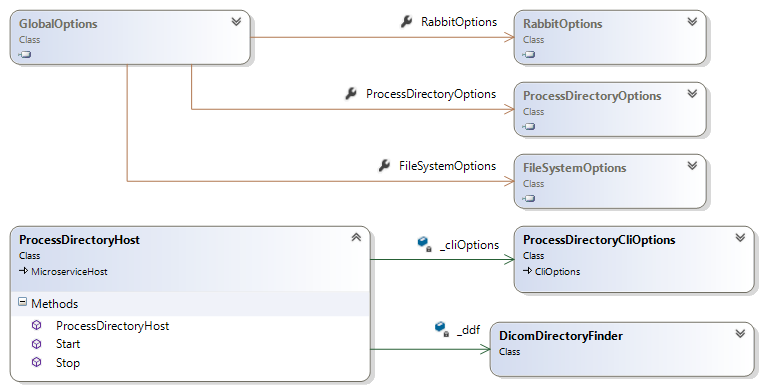 GlobalOptions
Class
RabbitOptions
RabbitOptions
Class
ProcessDirectoryOptions
ProcessDirectoryOptions
Class
FileSystemOptions
FileSystemOptions
Class
ProcessDirectoryHost
Class
MicroserviceHost
Methods
ProcessDirectoryHost
Start
Stop
_cliOptions
ProcessDirectoryCliOptions
Class
CliOptions
_ddf
DicomDirectoryFinder
Class